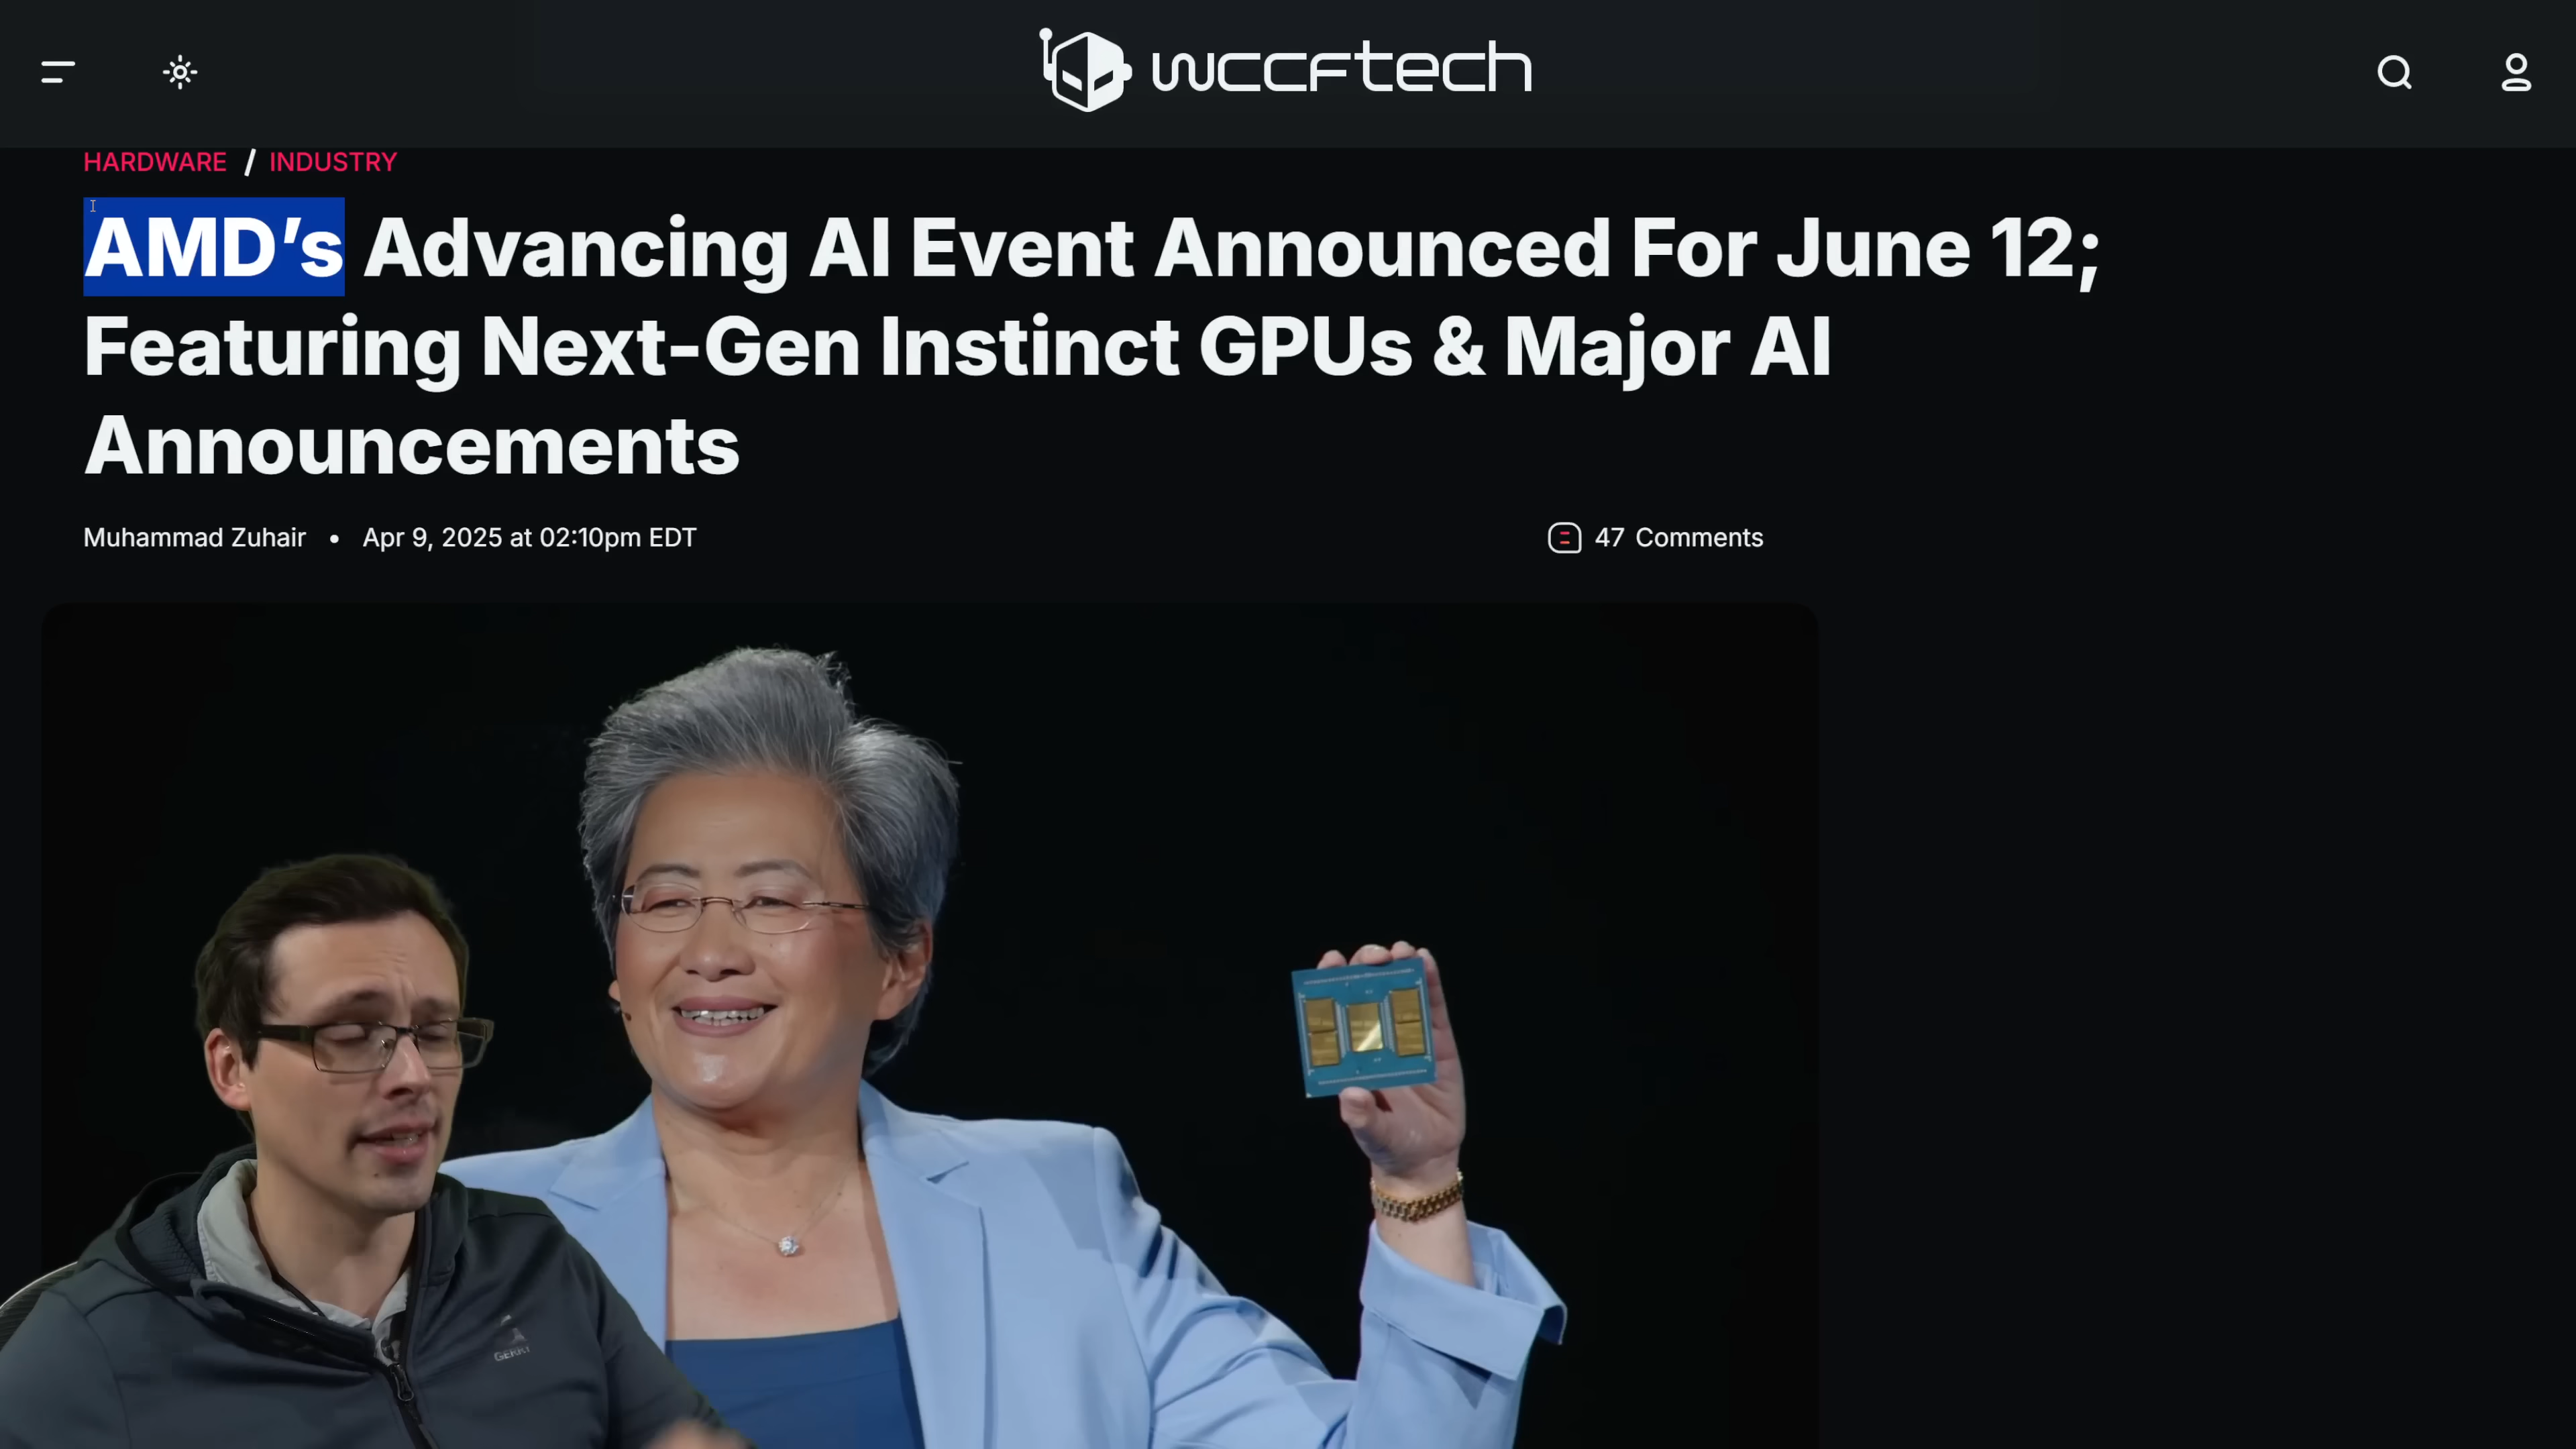 wccftech
HARDWARE / INDUSTRY
AMD’s Advancing AI Event Announced For June 12;
Featuring Next-Gen Instinct GPUs & Major AI
Announcements
Muhammad Zuhair • Apr 9, 2025 at 02:10pm EDT
47 Comments
GERRY